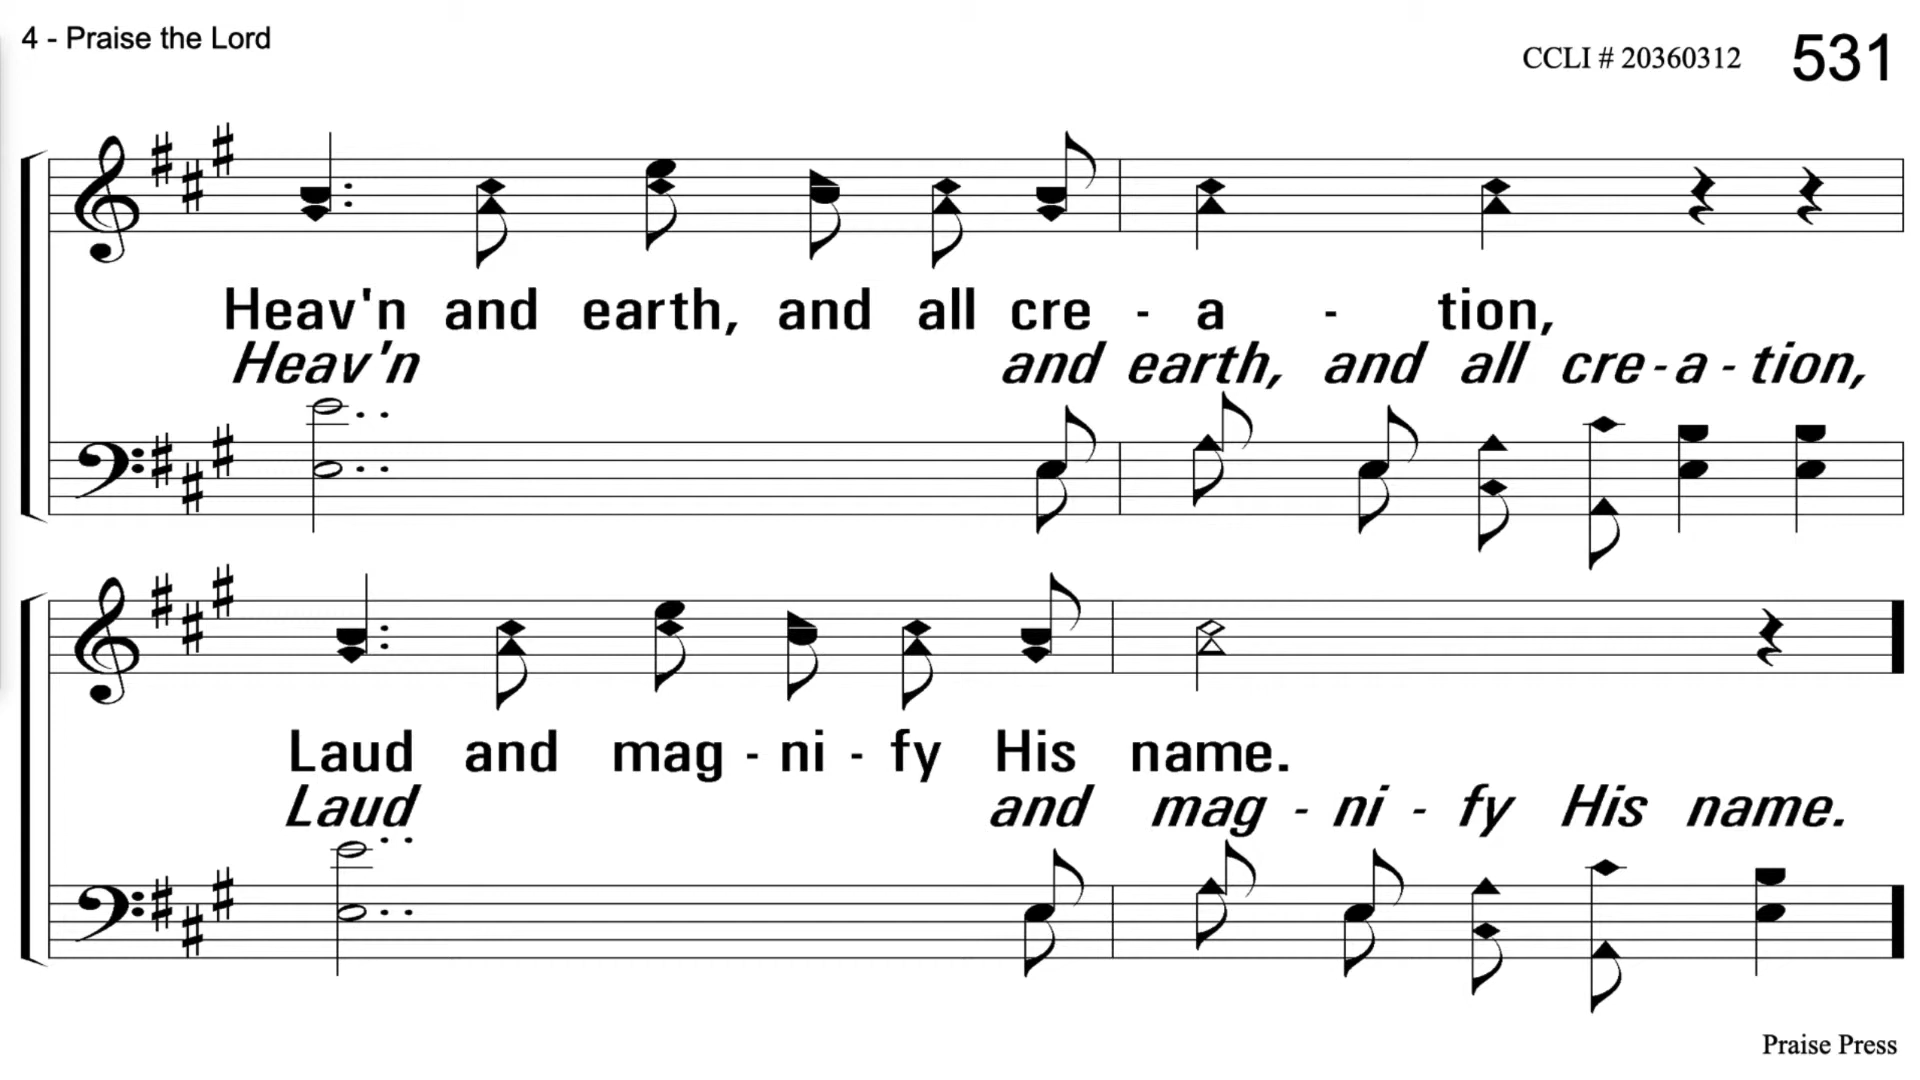 4 - Praise the Lord
CCLI # 20360312 531
Heav'n and earth, and all cre - a - tion,
Heav'n and earth, and all cre - a - tion,
Laud and mag - ni - fy His name.
Laud and mag - ni - fy His name.
Praise Press